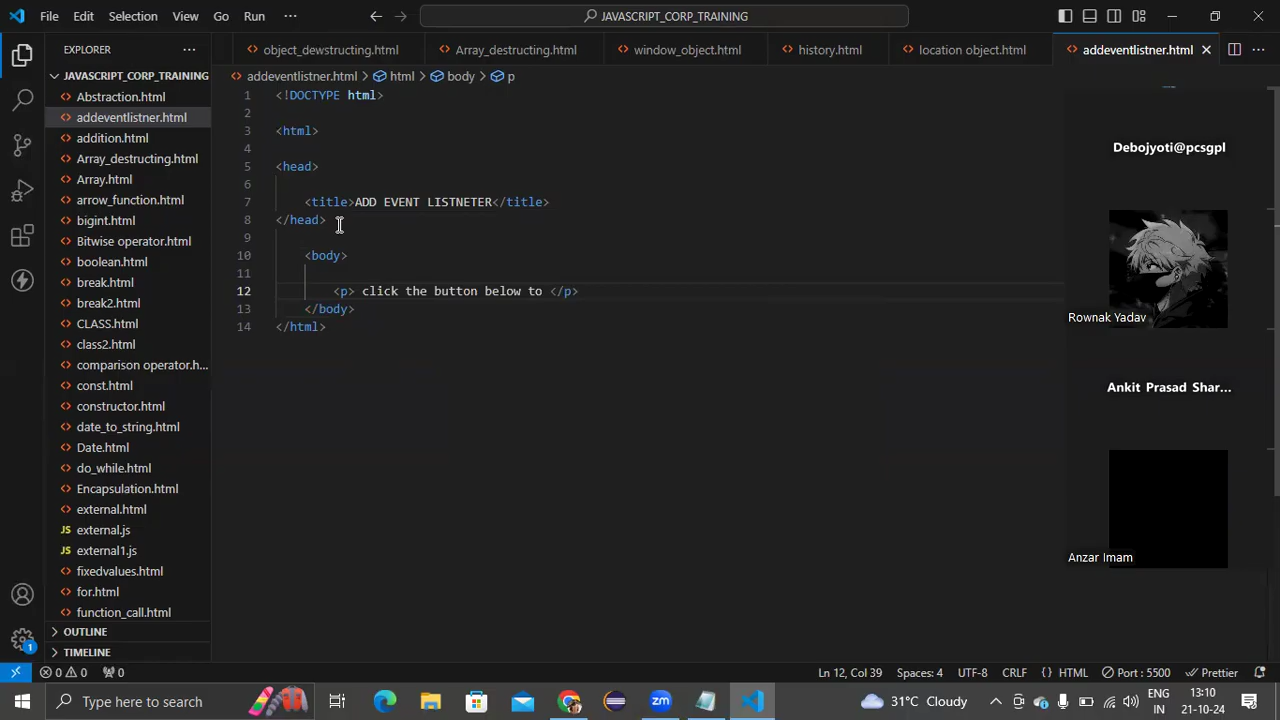 File Edit Selection View Go Run ··· JAVASCRIPT_CORP_TRAINING
EXPLORER ···
object_dewstructing.html Array_destructing.html window_object.html history.html location object.html addeventlistner.html
JAVASCRIPT_CORP_TRAINING
Abstraction.html
addeventlistner.html
addition.html
Array_destructing.html
Array.html
arrow_function.html
bigint.html
Bitwise operator.html
boolean.html
break.html
break2.html
CLASS.html
class2.html
comparison operator.h...
const.html
constructor.html
date_to_string.html
Date.html
do_while.html
Encapsulation.html
external.html
JS external.js
JS external1.js
fixedvalues.html
for.html
function_call.html
OUTLINE
TIMELINE
addeventlistner.html > html > body > p
1 <!DOCTYPE html>
2
3 <html>
4
5 <head>
6
7 <title>ADD EVENT LISTNETER</title>
8 </head>
9
10 <body>
11
12 <p> click the button below to </p>
13 </body>
14 </html>
Debojyoti@pcsgpl
Rownak Yadav
Ankit Prasad Shar...
Anzar Imam
1
0 0 0 Ln 12, Col 39 Spaces: 4 UTF-8 CRLF {} HTML Port : 5500 Prettier
Type here to search zm 31°C Cloudy ENG IN 13:10 21-10-24